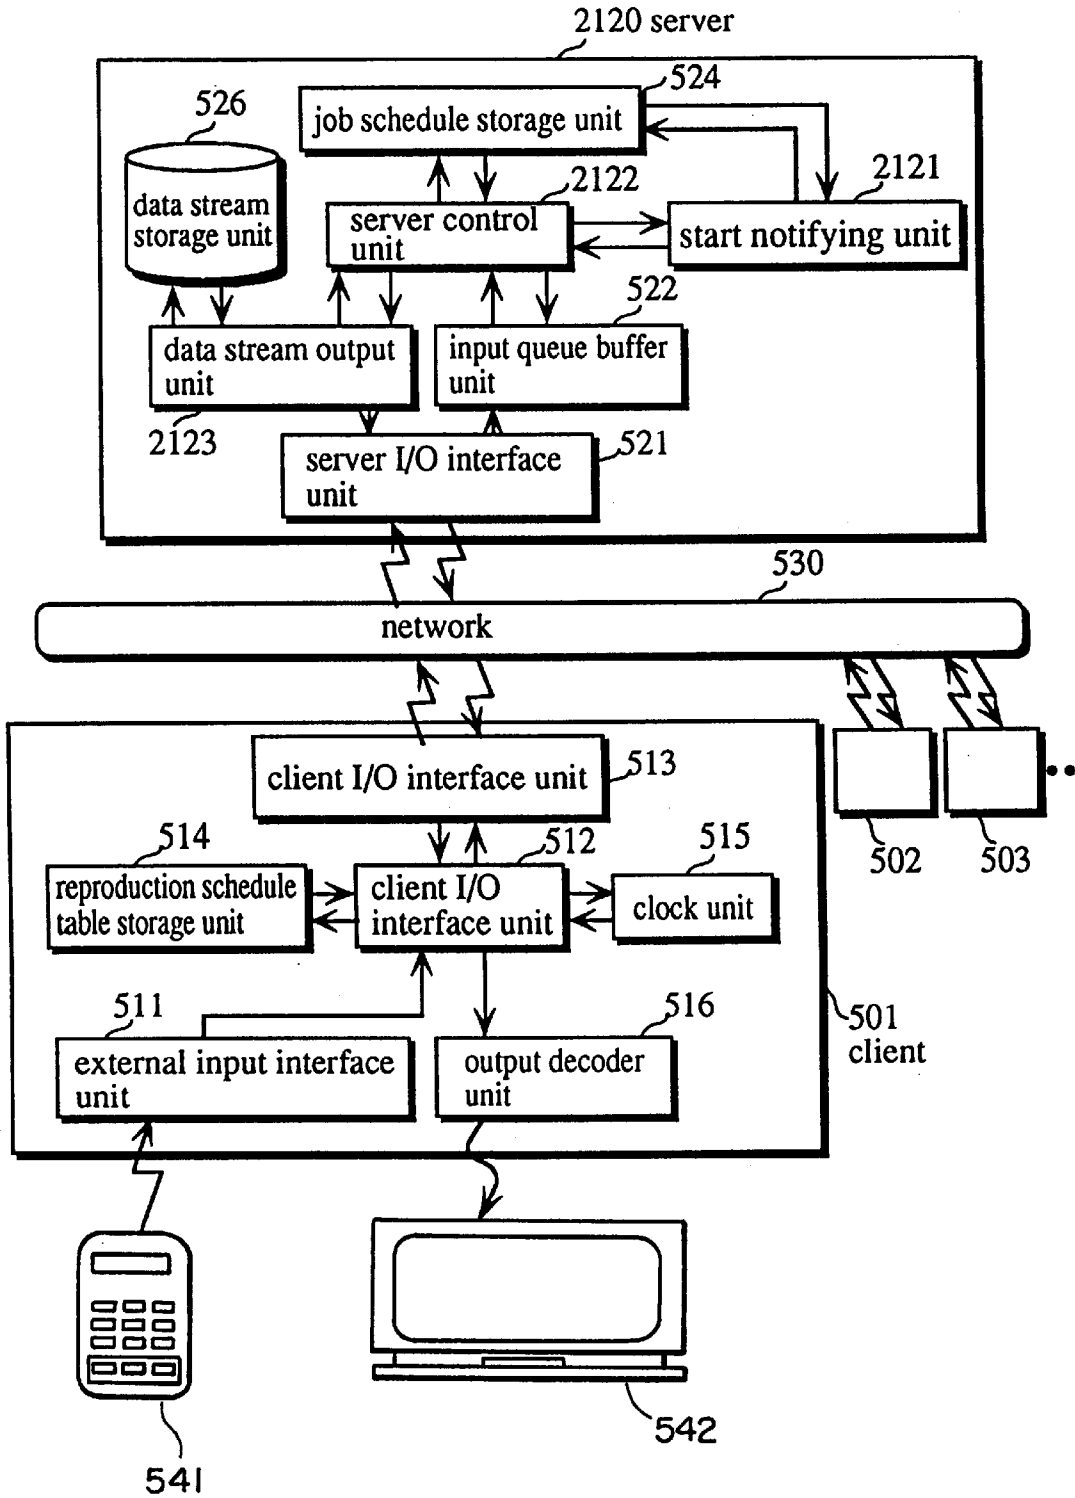 2120 server
524
job schedule storage unit
526
data stream
storage unit
2122
server control
unit
2121
start notifying unit
522
data stream output
unit
input queue buffer
unit
2123
server I/O interface
unit
521
530
network
client I/O interface unit
513
502
503
514
reproduction schedule
table storage unit
512
client I/O
interface unit
515
clock unit
511
external input interface
unit
516
output decoder
unit
501
client
541
542